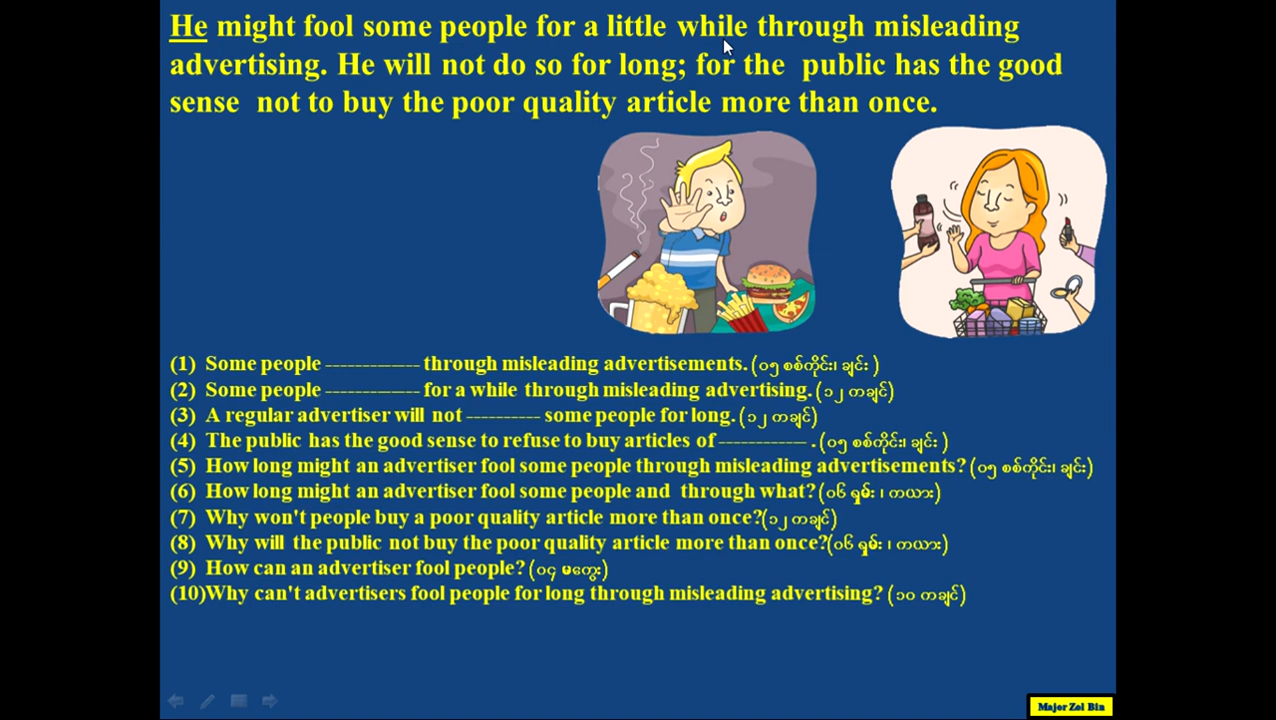 He might fool some people for a little while through misleading
advertising. He will not do so for long; for the public has the good
sense not to buy the poor quality article more than once.
(1) Some people ------------- through misleading advertisements. (၀၅ စစ်ကိုင်း၊ ချင်း )
(2) Some people ------------- for a while through misleading advertising. (၁၂ ကချင်)
(3) A regular advertiser will not ---------- some people for long. (၁၂ ကချင်)
(4) The public has the good sense to refuse to buy articles of ------------ . (၀၅ စစ်ကိုင်း၊ ချင်း )
(5) How long might an advertiser fool some people through misleading advertisements? (၀၅ စစ်ကိုင်း၊ ချင်း)
(6) How long might an advertiser fool some people and through what? (၀၆ ရှမ်း ၊ ကယား)
(7) Why won't people buy a poor quality article more than once?(၁၂ ကချင်)
(8) Why will the public not buy the poor quality article more than once?(၀၆ ရှမ်း ၊ ကယား)
(9) How can an advertiser fool people? (၀၄ မကွေး)
(10)Why can't advertisers fool people for long through misleading advertising? (၁၀ ကချင်)
Major Zol Bin